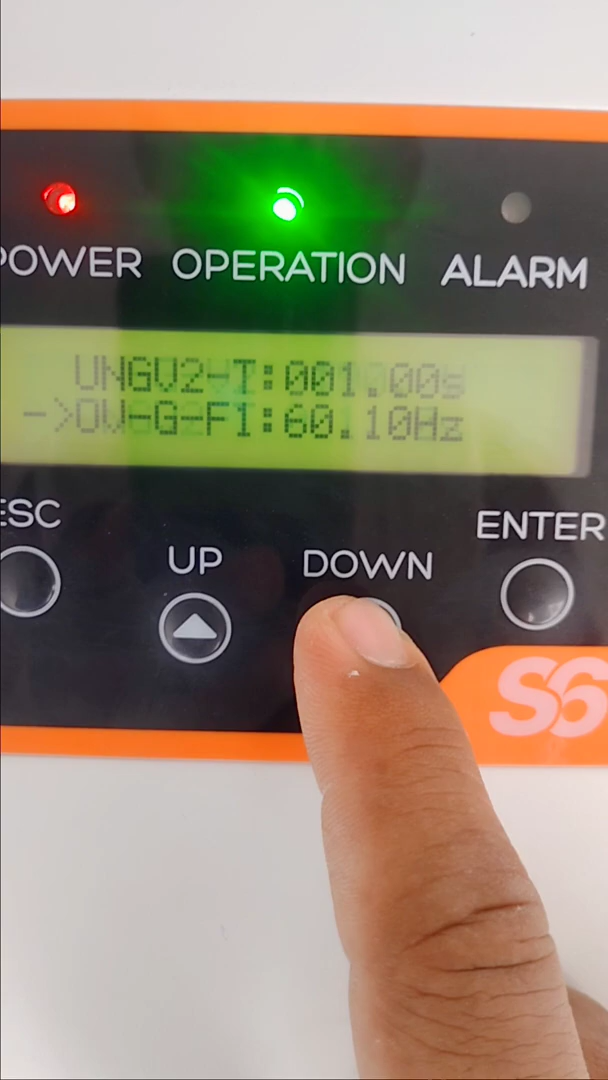 POWER OPERATION ALARM
UNGV2-T:001.00s
->OV-G-F1:60.10Hz
ESC UP DOWN ENTER
S6